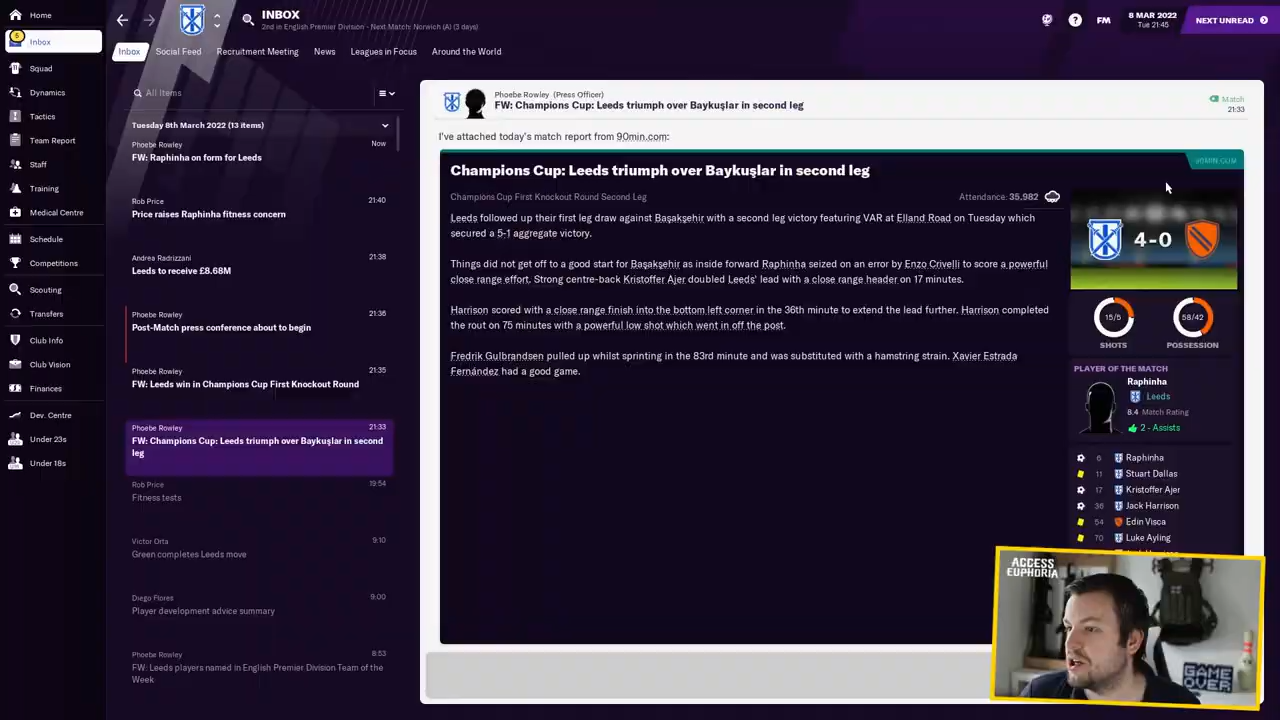 Home
5
Inbox
Squad
Dynamics
Tactics
Team Report
Staff
Training
Medical Centre
Schedule
Competitions
Scouting
Transfers
Club Info
Club Vision
Finances
Dev. Centre
Under 23s
Under 18s
INBOX
2nd in English Premier Division - Next Match: Norwich (A) (3 days)
FM
8 MAR 2022
Tue 21:45
NEXT UNREAD
Inbox
Social Feed
Recruitment Meeting
News
Leagues in Focus
Around the World
All Items
Tuesday 8th March 2022 (13 items)
Phoebe Rowley
Now
FW: Raphinha on form for Leeds
Rob Price
21:40
Price raises Raphinha fitness concern
Andrea Radrizzani
21:38
Leeds to receive £8.68M
Phoebe Rowley
21:36
Post-Match press conference about to begin
Phoebe Rowley
21:35
FW: Leeds win in Champions Cup First Knockout Round
Phoebe Rowley
21:33
FW: Champions Cup: Leeds triumph over Baykuşlar in second
leg
Rob Price
19:54
Fitness tests
Victor Orta
9:10
Green completes Leeds move
Diego Flores
9:00
Player development advice summary
Phoebe Rowley
8:53
FW: Leeds players named in English Premier Division Team of the
Week
Phoebe Rowley (Press Officer)
FW: Champions Cup: Leeds triumph over Baykuşlar in second leg
Match
21:33
I've attached today's match report from 90min.com:
90MIN.COM
Champions Cup: Leeds triumph over Baykuşlar in second leg
Champions Cup First Knockout Round Second Leg
Attendance: 35,982
Leeds followed up their first leg draw against Başakşehir with a second leg victory featuring VAR at Elland Road on Tuesday which
secured a 5-1 aggregate victory.
Things did not get off to a good start for Başakşehir as inside forward Raphinha seized on an error by Enzo Crivelli to score a powerful
close range effort. Strong centre-back Kristoffer Ajer doubled Leeds' lead with a close range header on 17 minutes.
Harrison scored with a close range finish into the bottom left corner in the 36th minute to extend the lead further. Harrison completed
the rout on 75 minutes with a powerful low shot which went in off the post.
Fredrik Gulbrandsen pulled up whilst sprinting in the 83rd minute and was substituted with a hamstring strain. Xavier Estrada
Fernández had a good game.
4-0
15/5
SHOTS
58/42
POSSESSION
PLAYER OF THE MATCH
Raphinha
Leeds
8.4 Match Rating
2 - Assists
6 Raphinha
11 Stuart Dallas
17 Kristoffer Ajer
36 Jack Harrison
54 Edin Visca
70 Luke Ayling
ACCESS
EUPHORIA
GAME
OVER